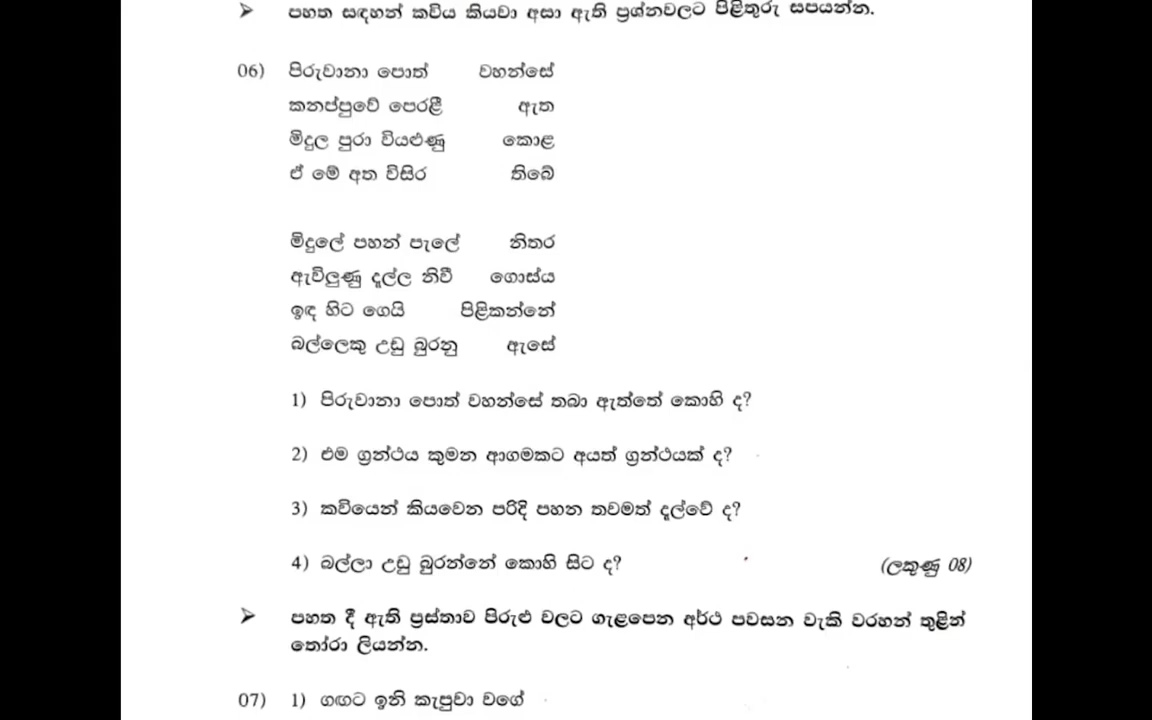 ➤ පහත සඳහන් කවිය කියවා අසා ඇති ප්‍රශ්නවලට පිළිතුරු සපයන්න.
06) පිරුවානා පොත් වහන්සේ
කනප්පුවේ පෙරළී ඇත
මිදුල පුරා වියළුණු කොළ
ඒ මේ අත විසිර තිබේ
මිදුලේ පහන් පැලේ නිතර
ඇවිලුණු දුල්ල නිවී ගොස්ය
ඉඳ හිට ගෙයි පිළිකන්නේ
බල්ලෙකු උඩු බුරනු ඇසේ
1) පිරුවානා පොත් වහන්සේ තබා ඇත්තේ කොහි ද?
2) එම ග්‍රන්ථය කුමන ආගමකට අයත් ග්‍රන්ථයක් ද?
3) කවියෙන් කියවෙන පරිදි පහන තවමත් දැල්වේ ද?
4) බල්ලා උඩු බුරන්නේ කොහි සිට ද? (ලකුණු 08)
➤ පහත දී ඇති ප්‍රස්තාව පිරුළු වලට ගැළපෙන අර්ථ පවසන වැකි වරහන් තුළින්
තෝරා ලියන්න.
07) 1) ගඟට ඉනි කැපුවා වගේ